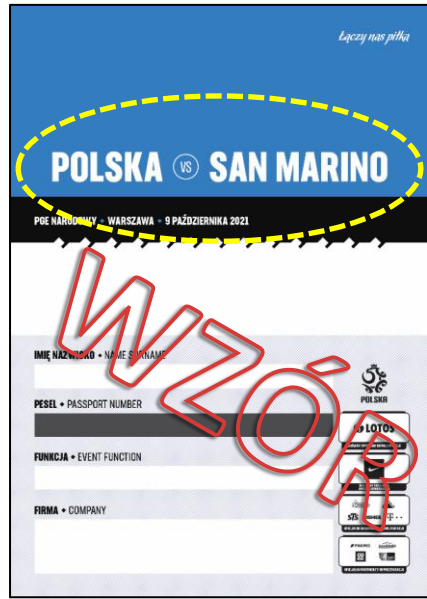 Łączy nas piłka
POLSKA VS SAN MARINO
PGE NARODOWY • WARSZAWA • 9 PAŹDZIERNIKA 2021
WZÓR
IMIĘ NAZWISKO • NAME SURNAME
POLSKA
PESEL • PASSPORT NUMBER
LOTOS
FUNKCJA • EVENT FUNCTION
FIRMA • COMPANY
STS